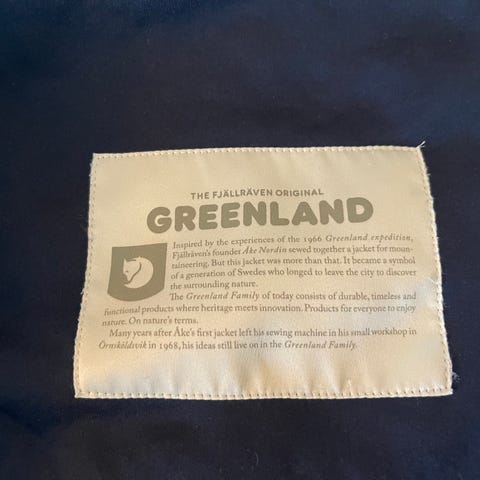 THE FJÄLLRÄVEN ORIGINAL
GREENLAND
Inspired by the experiences of the 1966 Greenland expedition,
Fjällräven's founder Åke Nordin sewed together a jacket for moun-
taineering. But this jacket was more than that. It became a symbol
of a generation of Swedes who longed to leave the city to discover
the surrounding nature.
The Greenland Family of today consists of durable, timeless and
functional products where heritage meets innovation. Products for everyone to enjoy
nature. On nature's terms.
Many years after Åke's first jacket left his sewing machine in his small workshop in
Örnsköldsvik in 1968, his ideas still live on in the Greenland Family.